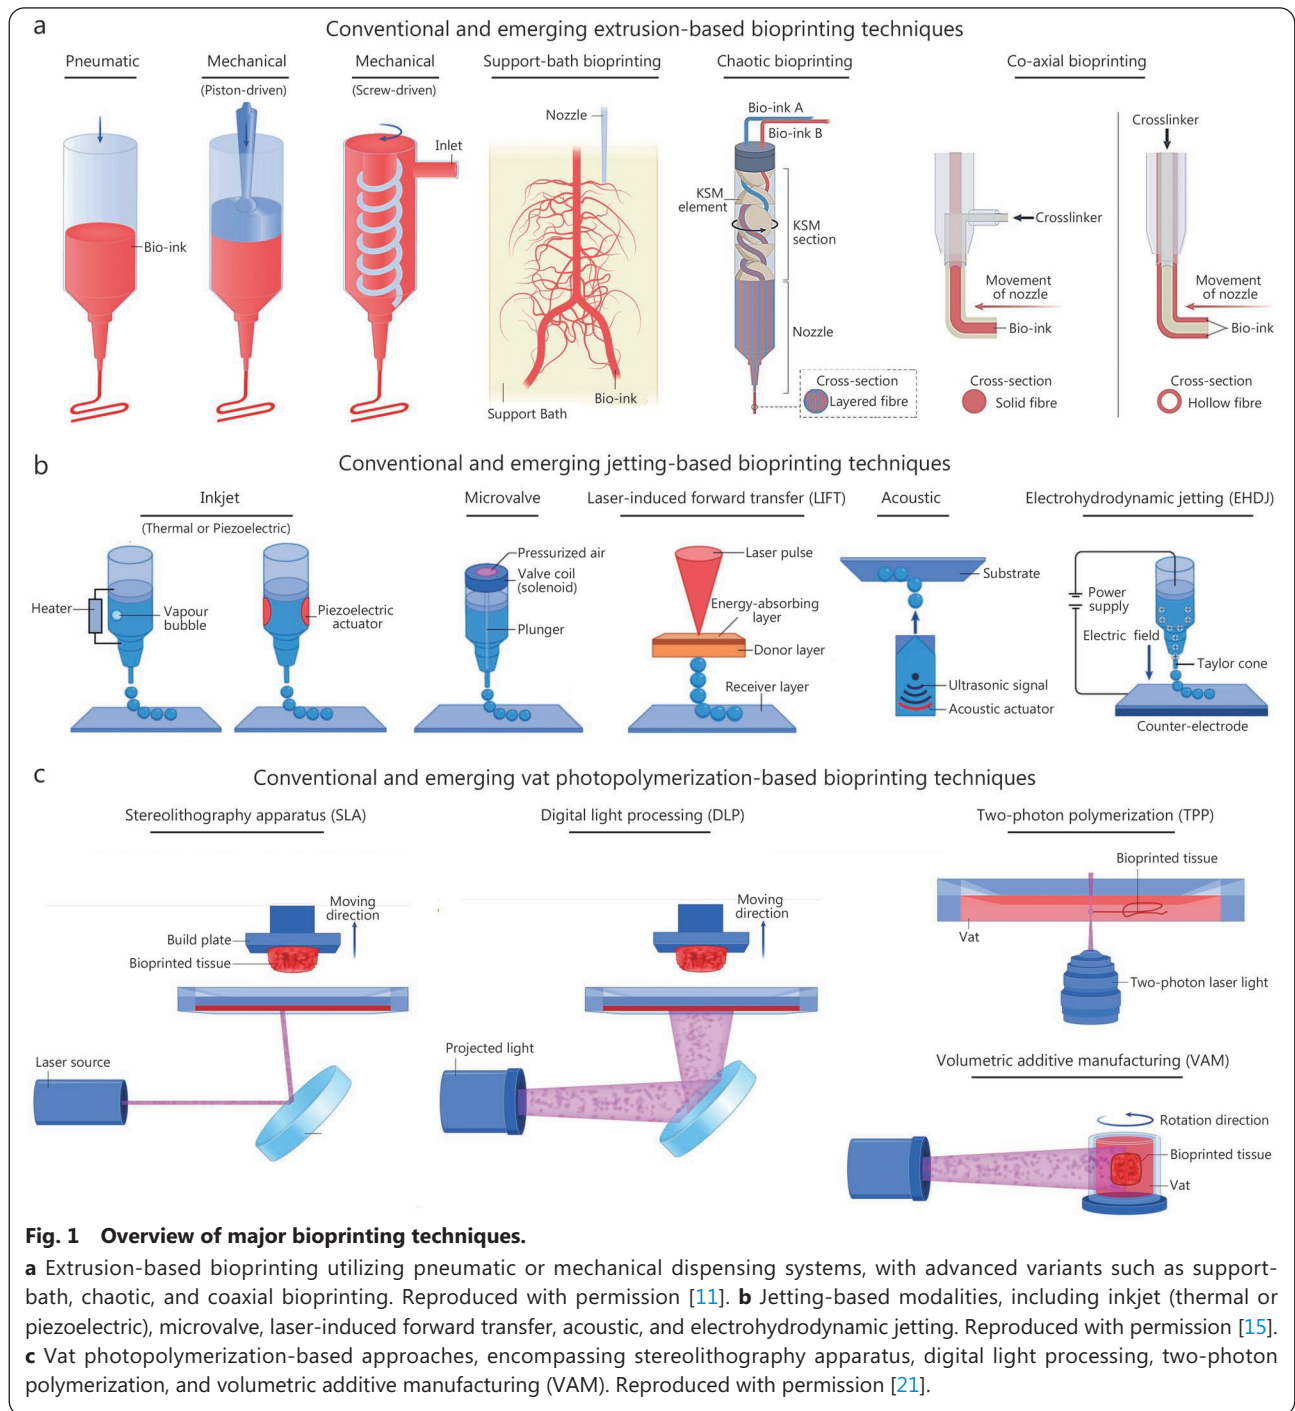 a
Conventional and emerging extrusion-based bioprinting techniques
Pneumatic
Mechanical
(Piston-driven)
Mechanical
(Screw-driven)
Support-bath bioprinting
Chaotic bioprinting
Co-axial bioprinting
Bio-ink
Inlet
Nozzle
Support Bath
Bio-ink
Bio-ink A
Bio-ink B
KSM
element
KSM
section
Nozzle
Cross-section
Layered fibre
Crosslinker
Movement
of nozzle
Bio-ink
Cross-section
Solid fibre
Crosslinker
Movement
of nozzle
Bio-ink
Cross-section
Hollow fibre
b
Conventional and emerging jetting-based bioprinting techniques
Inkjet
(Thermal or Piezoelectric)
Microvalve
Laser-induced forward transfer (LIFT)
Acoustic
Electrohydrodynamic jetting (EHDJ)
Heater
Vapour
bubble
Piezoelectric
actuator
Pressurized air
Valve coil
(solenoid)
Plunger
Laser pulse
Energy-absorbing
layer
Donor layer
Receiver layer
Substrate
Ultrasonic signal
Acoustic actuator
Power
supply
Electric field
Taylor cone
Counter-electrode
c
Conventional and emerging vat photopolymerization-based bioprinting techniques
Stereolithography apparatus (SLA)
Digital light processing (DLP)
Two-photon polymerization (TPP)
Moving
direction
Build plate
Bioprinted tissue
Laser source
Moving
direction
Projected light
Bioprinted tissue
Vat
Two-photon laser light
Volumetric additive manufacturing (VAM)
Rotation direction
Bioprinted tissue
Vat
Fig. 1 Overview of major bioprinting techniques.
a Extrusion-based bioprinting utilizing pneumatic or mechanical dispensing systems, with advanced variants such as support-
bath, chaotic, and coaxial bioprinting. Reproduced with permission [11]. b Jetting-based modalities, including inkjet (thermal or
piezoelectric), microvalve, laser-induced forward transfer, acoustic, and electrohydrodynamic jetting. Reproduced with permission [15].
c Vat photopolymerization-based approaches, encompassing stereolithography apparatus, digital light processing, two-photon
polymerization, and volumetric additive manufacturing (VAM). Reproduced with permission [21].